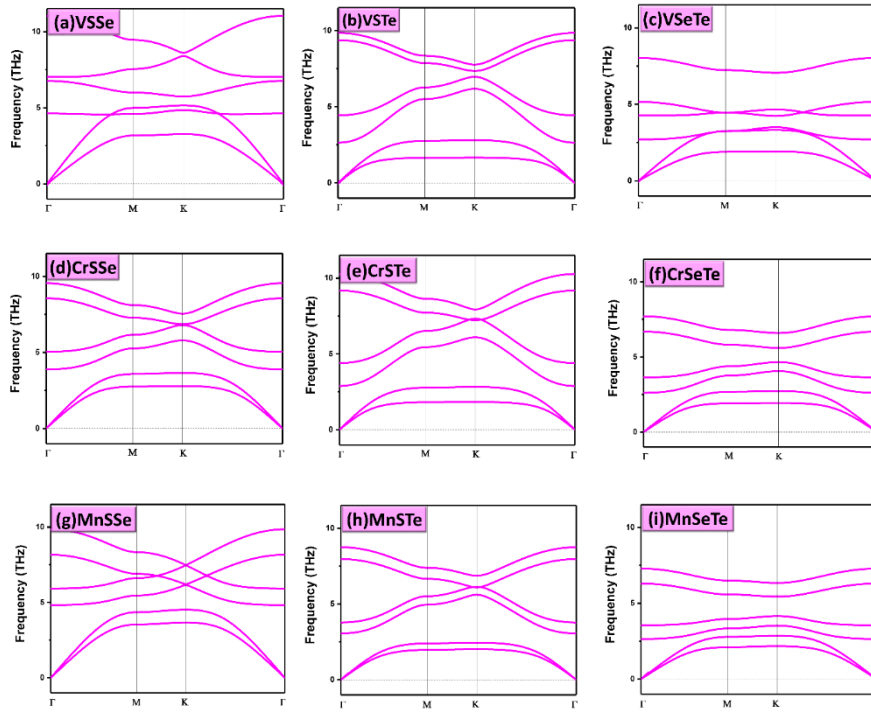 (a)VSSe
Frequency (THz)
10
5
0
Γ M K Γ
(b)VSTe
Frequency (THz)
10
5
0
Γ M K Γ
(c)VSeTe
Frequency (THz)
10
5
0
Γ M K
(d)CrSSe
Frequency (THz)
10
5
0
Γ M K Γ
(e)CrSTe
Frequency (THz)
10
5
0
Γ M K Γ
(f)CrSeTe
Frequency (THz)
10
5
0
Γ M K
(g)MnSSe
Frequency (THz)
10
5
0
Γ M K Γ
(h)MnSTe
Frequency (THz)
10
5
0
Γ M K Γ
(i)MnSeTe
Frequency (THz)
10
5
0
Γ M K